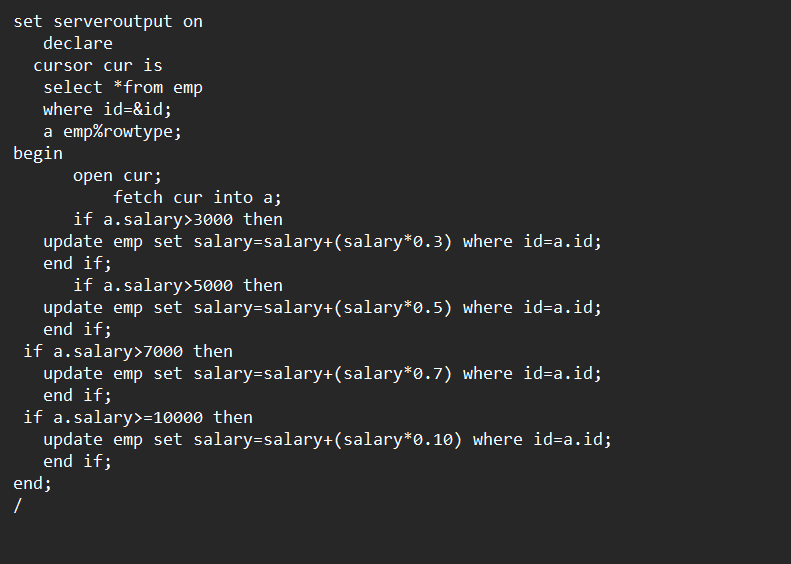 set serveroutput on
declare
cursor cur is
select *from emp
where id=&id;
a emp%rowtype;
begin
open cur;
fetch cur into a;
if a.salary>3000 then
update emp set salary=salary+(salary*0.3) where id=a.id;
end if;
if a.salary>5000 then
update emp set salary=salary+(salary*0.5) where id=a.id;
end if;
if a.salary>7000 then
update emp set salary=salary+(salary*0.7) where id=a.id;
end if;
if a.salary>=10000 then
update emp set salary=salary+(salary*0.10) where id=a.id;
end if;
end;
/